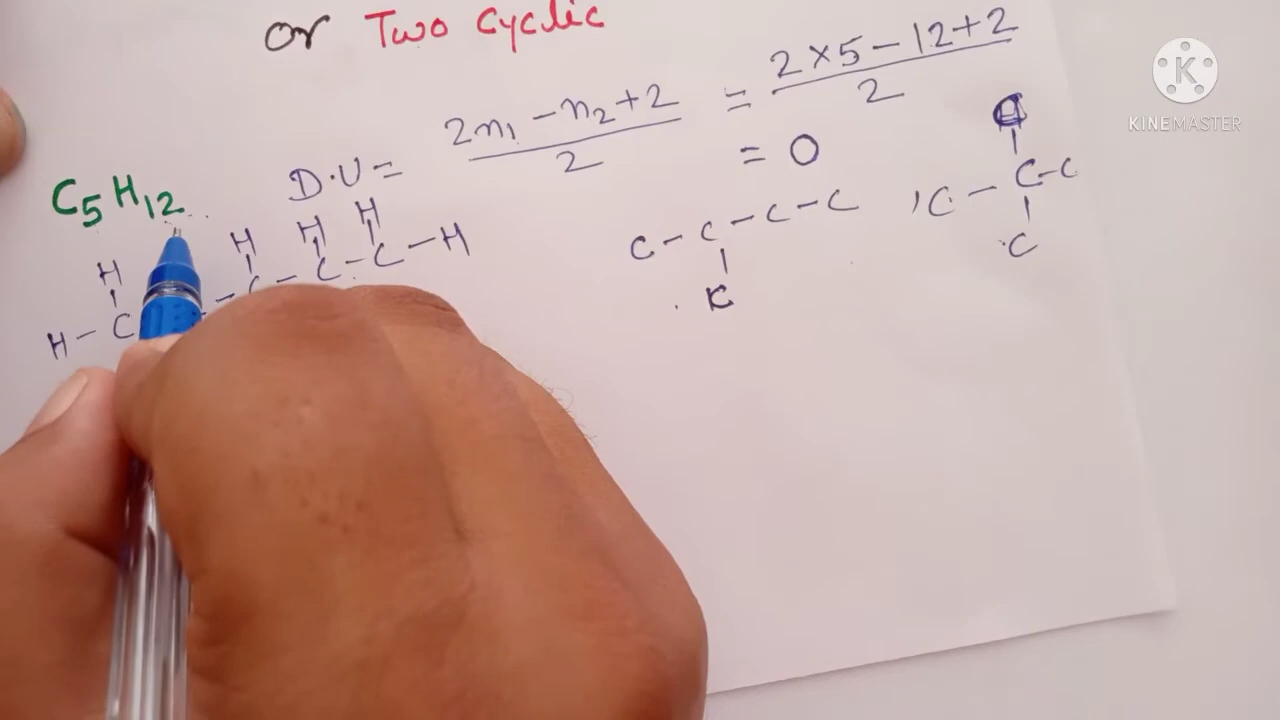 or Two Cyclic
C5H12 D.U = 2n1 - n2 + 2 / 2 = 2×5 - 12 + 2 / 2
= 0
H H H H
H - C C - C - C - H
C - C - C - C
C
C - C - C
C
KINEMASTER